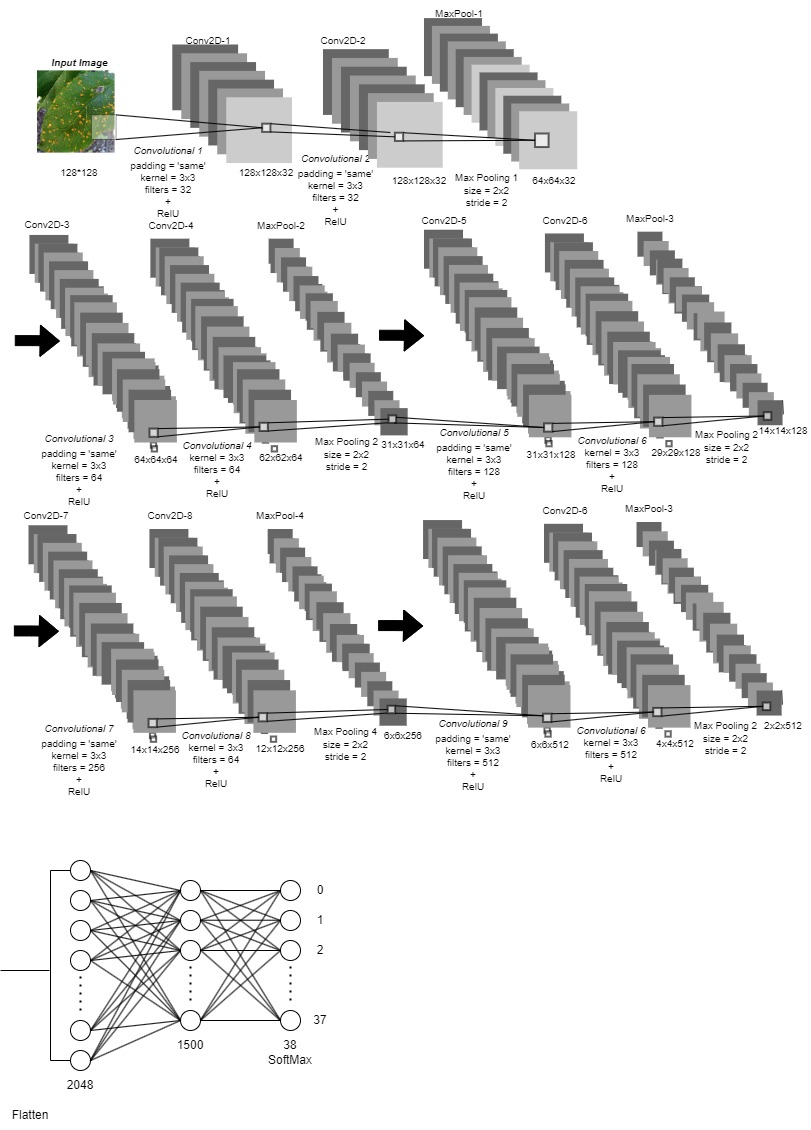 MaxPool-1
Conv2D-1
Conv2D-2
Input Image
128*128
Convolutional 1
padding = 'same'
kernel = 3x3
filters = 32
+
RelU
128x128x32
Convolutional 2
padding = 'same'
kernel = 3x3
filters = 32
+
RelU
128x128x32
Max Pooling 1
size = 2x2
stride = 2
64x64x32
Conv2D-3
Conv2D-4
MaxPool-2
Conv2D-5
Conv2D-6
MaxPool-3
Convolutional 3
padding = 'same'
kernel = 3x3
filters = 64
+
RelU
64x64x64
Convolutional 4
kernel = 3x3
filters = 64
+
RelU
62x62x64
Max Pooling 2
size = 2x2
stride = 2
31x31x64
Convolutional 5
padding = 'same'
kernel = 3x3
filters = 128
+
RelU
31x31x128
Convolutional 6
kernel = 3x3
filters = 128
+
RelU
29x29x128
Max Pooling 2
size = 2x2
stride = 2
14x14x128
Conv2D-7
Conv2D-8
MaxPool-4
Conv2D-6
MaxPool-3
Convolutional 7
padding = 'same'
kernel = 3x3
filters = 256
+
RelU
14x14x256
Convolutional 8
kernel = 3x3
filters = 64
+
RelU
12x12x256
Max Pooling 4
size = 2x2
stride = 2
6x6x256
Convolutional 9
padding = 'same'
kernel = 3x3
filters = 512
+
RelU
6x6x512
Convolutional 6
kernel = 3x3
filters = 512
+
RelU
4x4x512
Max Pooling 2
size = 2x2
stride = 2
2x2x512
0
1
2
37
1500
38
SoftMax
2048
Flatten